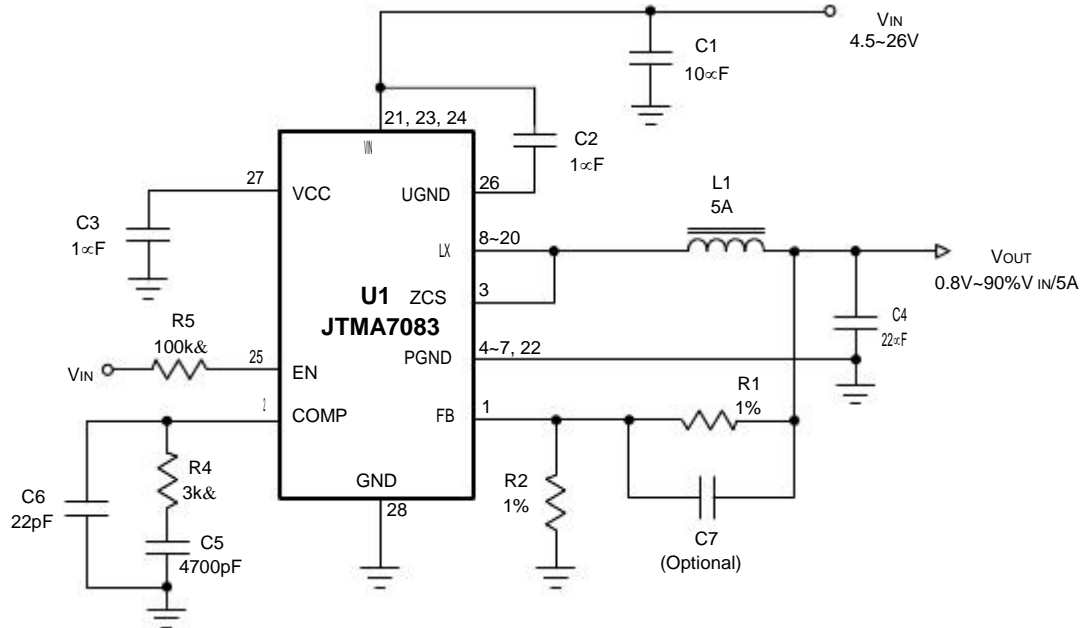 VIN
4.5~26V
C1
10∝F
21, 23, 24
VIN
C2
1∝F
27
VCC
UGND
26
L1
5A
C3
1∝F
LX
8~20
VOUT
0.8V~90%V IN/5A
U1
JTMA7083
ZCS
3
C4
22∝F
R5
100k&
PGND
4~7, 22
VIN
25
EN
R1
1%
2
COMP
FB
1
R4
3k&
R2
1%
GND
28
C6
22pF
C5
4700pF
C7
(Optional)